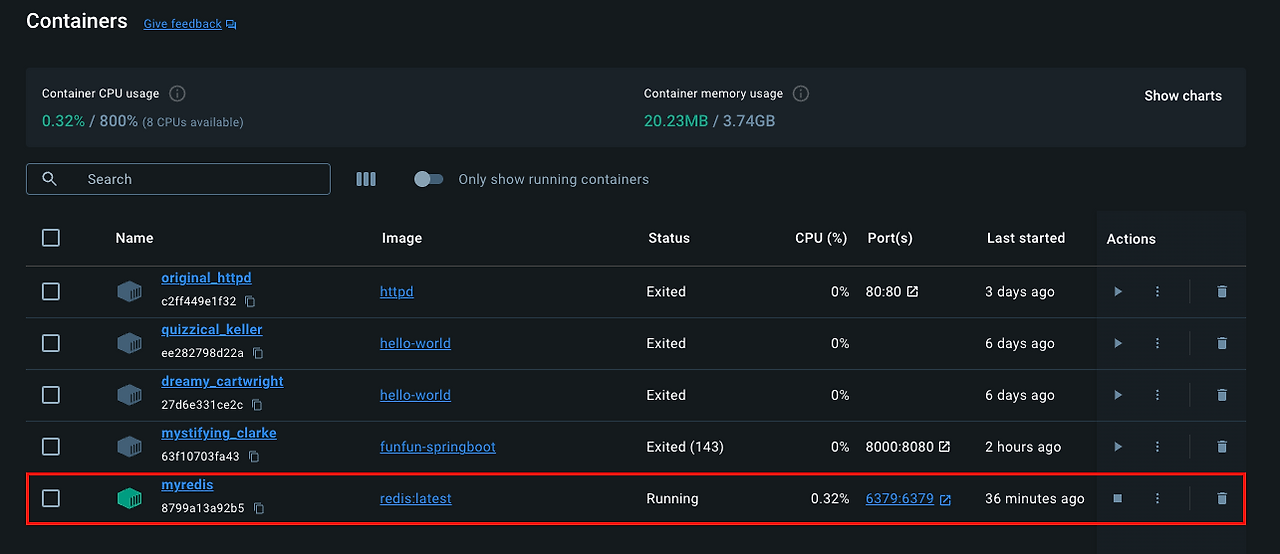 Containers Give feedback
Container CPU usage
0.32% / 800% (8 CPUs available)
Container memory usage
20.23MB / 3.74GB
Show charts
Search
Only show running containers
Name Image Status CPU (%) Port(s) Last started Actions
original_httpd
c2ff449e1f32
httpd Exited 0% 80:80 3 days ago
quizzical_keller
ee282798d22a
hello-world Exited 0% 6 days ago
dreamy_cartwright
27d6e331ce2c
hello-world Exited 0% 6 days ago
mystifying_clarke
63f10703fa43
funfun-springboot Exited (143) 0% 8000:8080 2 hours ago
myredis
8799a13a92b5
redis:latest Running 0.32% 6379:6379 36 minutes ago